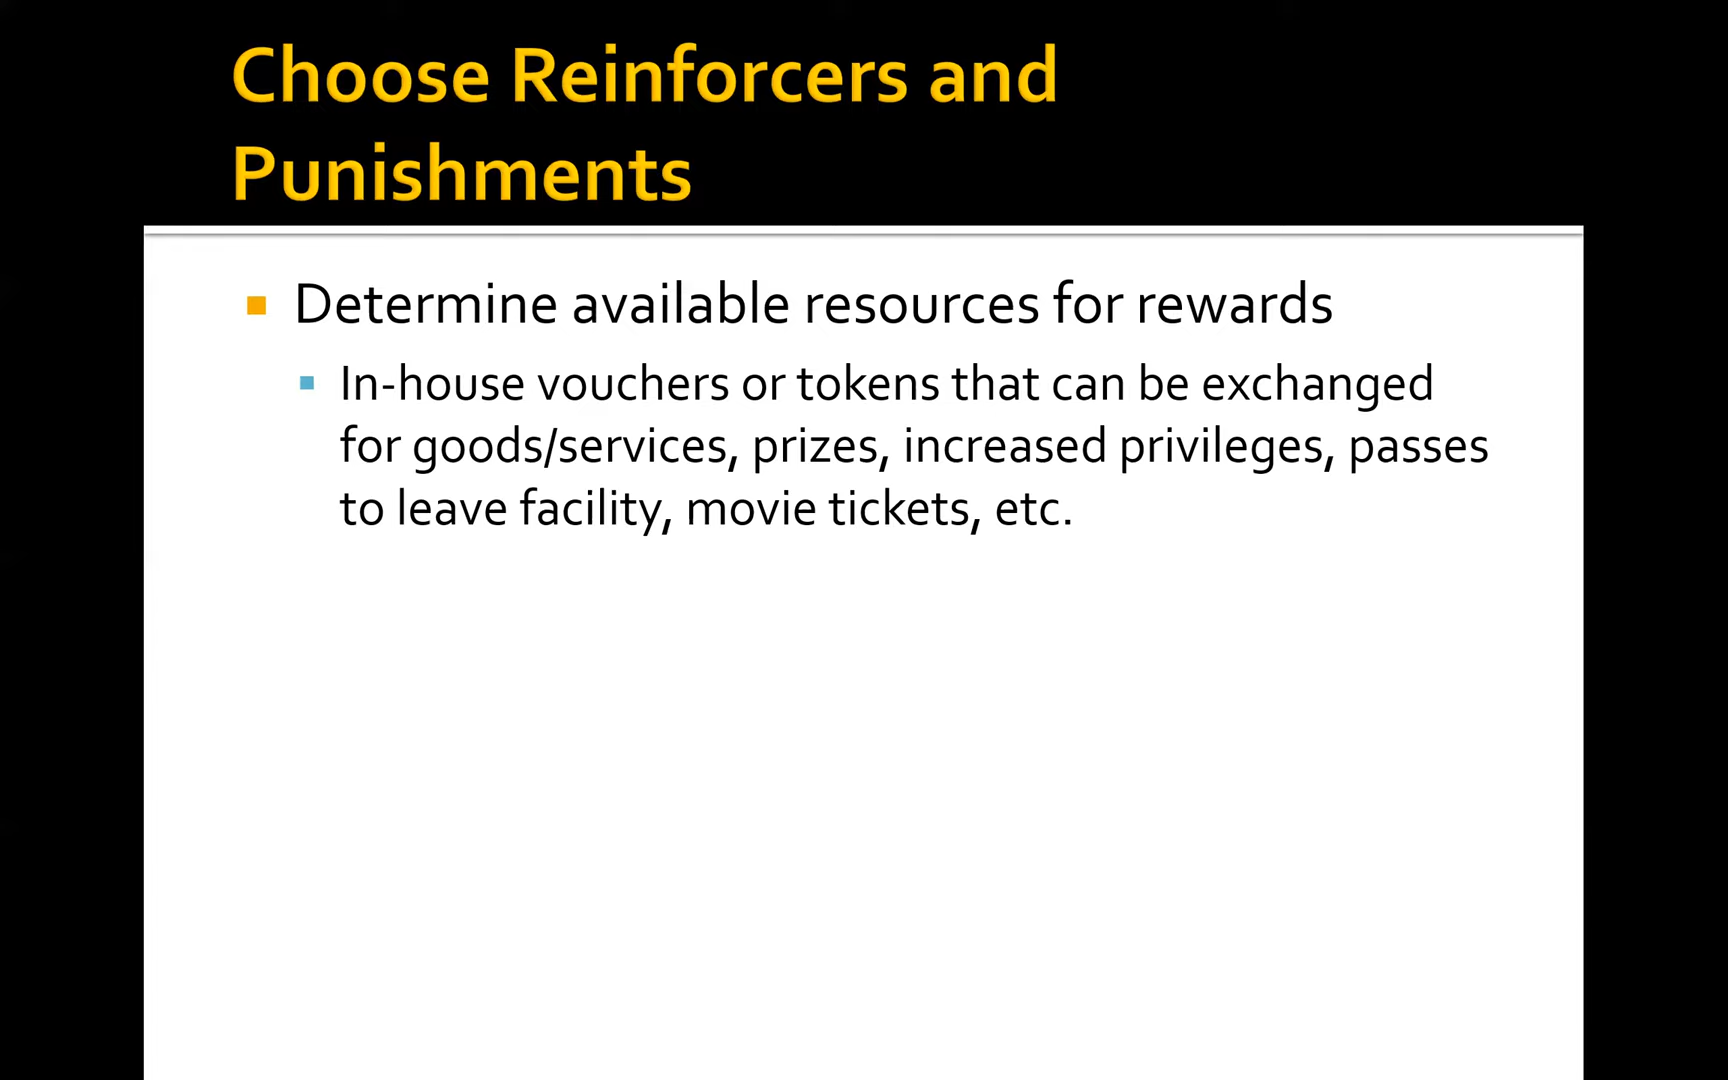 Choose Reinforcers and
Punishments
Determine available resources for rewards
In-house vouchers or tokens that can be exchanged
for goods/services, prizes, increased privileges, passes
to leave facility, movie tickets, etc.